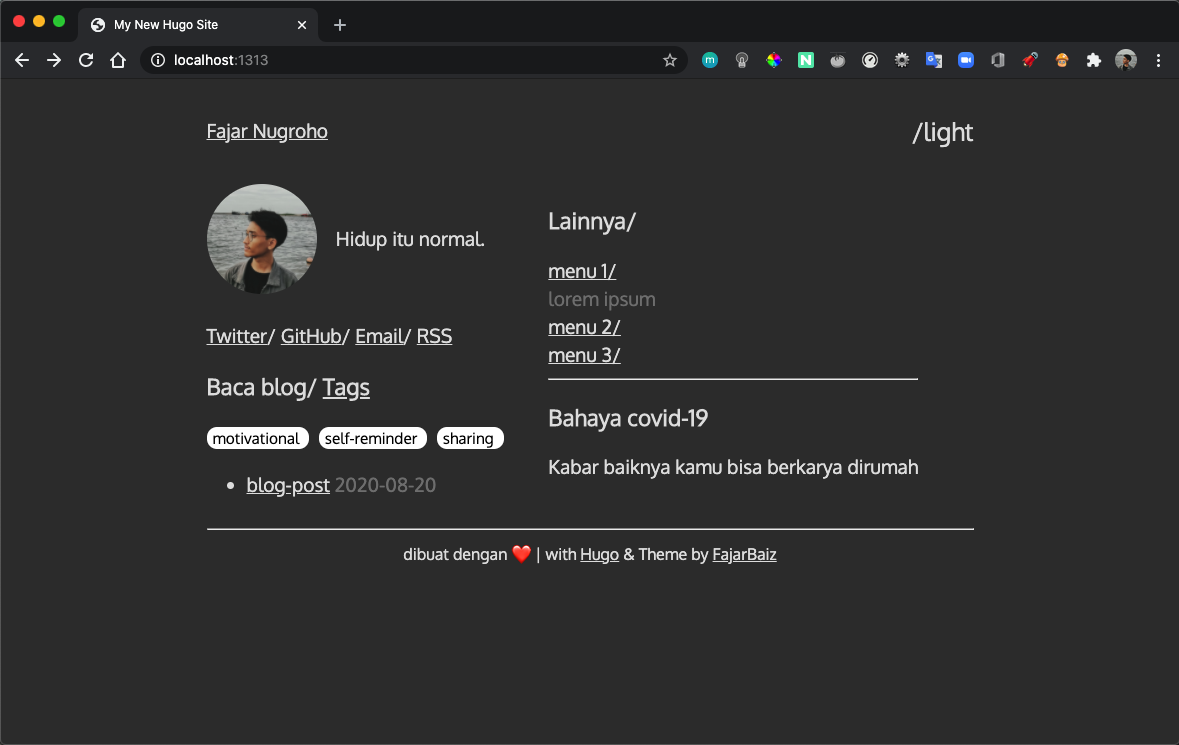 My New Hugo Site
localhost:1313
Fajar Nugroho
/light
Hidup itu normal.
Twitter/ GitHub/ Email/ RSS
Baca blog/ Tags
motivational self-reminder sharing
blog-post 2020-08-20
Lainnya/
menu 1/
lorem ipsum
menu 2/
menu 3/
Bahaya covid-19
Kabar baiknya kamu bisa berkarya dirumah
dibuat dengan ❤️ | with Hugo & Theme by FajarBaiz